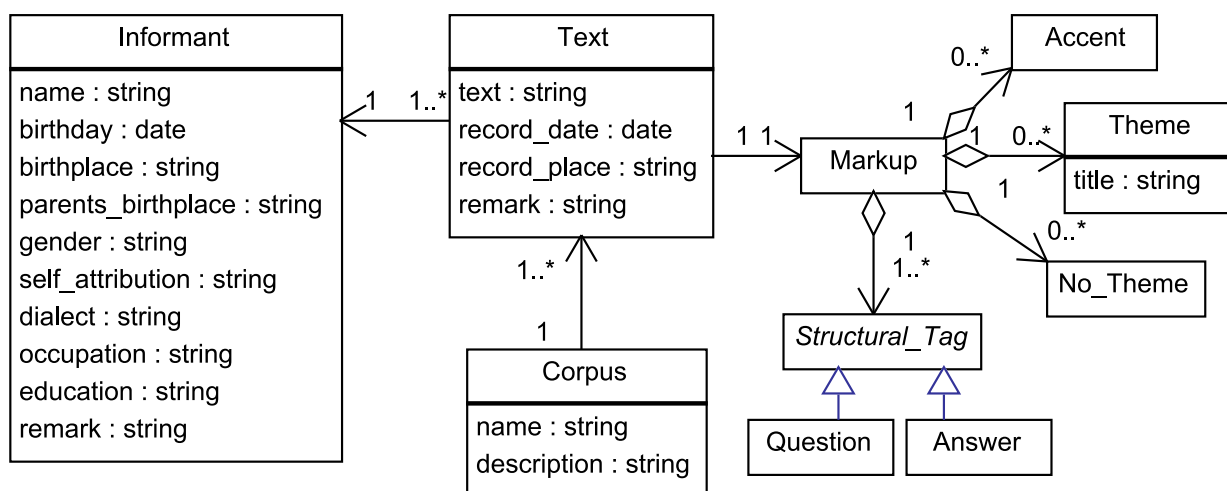 Informant
name : string
birthday : date
birthplace : string
parents_birthplace : string
gender : string
self_attribution : string
dialect : string
occupation : string
education : string
remark : string
1
1..*
Text
text : string
record_date : date
record_place : string
remark : string
1..*
1
Corpus
name : string
description : string
1 1
Markup
1
0..*
Accent
1
0..*
Theme
title : string
1
0..*
No_Theme
1
1..*
Structural_Tag
Question
Answer